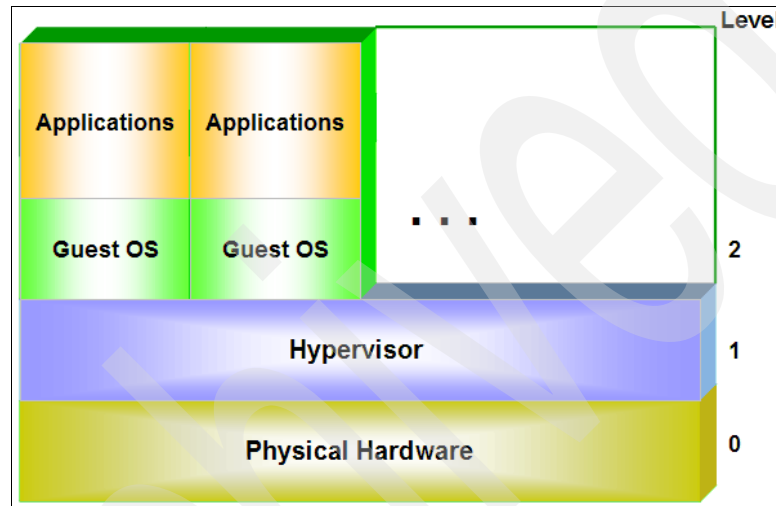 Level
Applications Applications
. . .
Guest OS Guest OS 2
Hypervisor 1
Physical Hardware 0